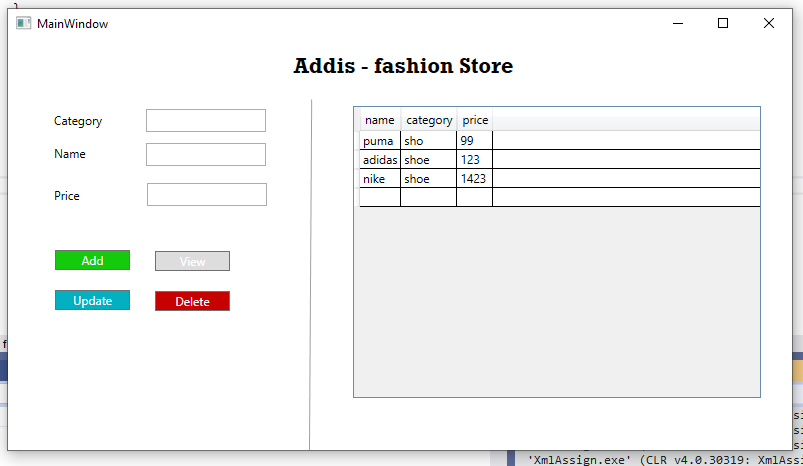 MainWindow
Addis - fashion Store
Category
Name
Price
Add View
Update Delete
name category price
puma sho 99
adidas shoe 123
nike shoe 1423
'XmlAssign.exe' (CLR v4.0.30319: XmlAssi